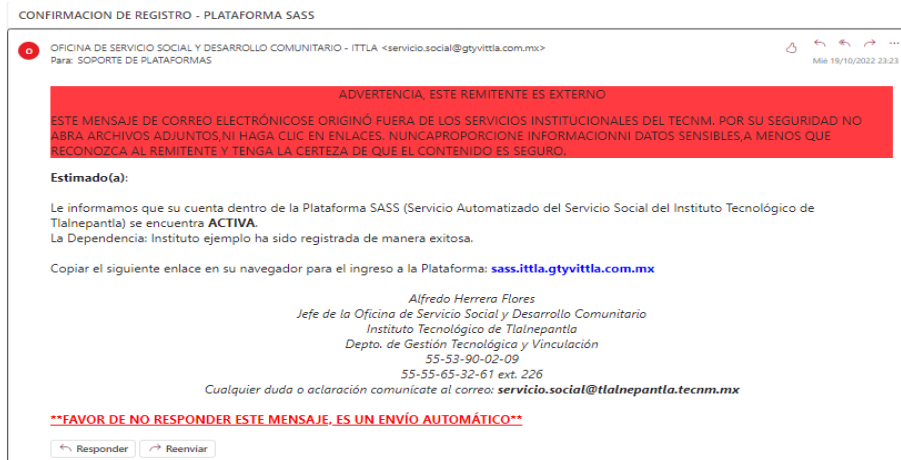 CONFIRMACION DE REGISTRO - PLATAFORMA SASS
O
OFICINA DE SERVICIO SOCIAL Y DESARROLLO COMUNITARIO - ITTLA <servicio.social@gtyvittla.com.mx>
Para: SOPORTE DE PLATAFORMAS
Mié 19/10/2022 23:23
ADVERTENCIA, ESTE REMITENTE ES EXTERNO
ESTE MENSAJE DE CORREO ELECTRÓNICOSE ORIGINÓ FUERA DE LOS SERVICIOS INSTITUCIONALES DEL TECNM. POR SU SEGURIDAD NO
ABRA ARCHIVOS ADJUNTOS,NI HAGA CLIC EN ENLACES. NUNCAPROPORCIONE INFORMACIONNI DATOS SENSIBLES,A MENOS QUE
RECONOZCA AL REMITENTE Y TENGA LA CERTEZA DE QUE EL CONTENIDO ES SEGURO.
Estimado(a):
Le informamos que su cuenta dentro de la Plataforma SASS (Servicio Automatizado del Servicio Social del Instituto Tecnológico de
Tlalnepantla) se encuentra ACTIVA.
La Dependencia: Instituto ejemplo ha sido registrada de manera exitosa.
Copiar el siguiente enlace en su navegador para el ingreso a la Plataforma: sass.ittla.gtyvittla.com.mx
Alfredo Herrera Flores
Jefe de la Oficina de Servicio Social y Desarrollo Comunitario
Instituto Tecnológico de Tlalnepantla
Depto. de Gestión Tecnológica y Vinculación
55-53-90-02-09
55-55-65-32-61 ext. 226
Cualquier duda o aclaración comunícate al correo: servicio.social@tlalnepantla.tecnm.mx
**FAVOR DE NO RESPONDER ESTE MENSAJE, ES UN ENVÍO AUTOMÁTICO**
Responder
Reenviar